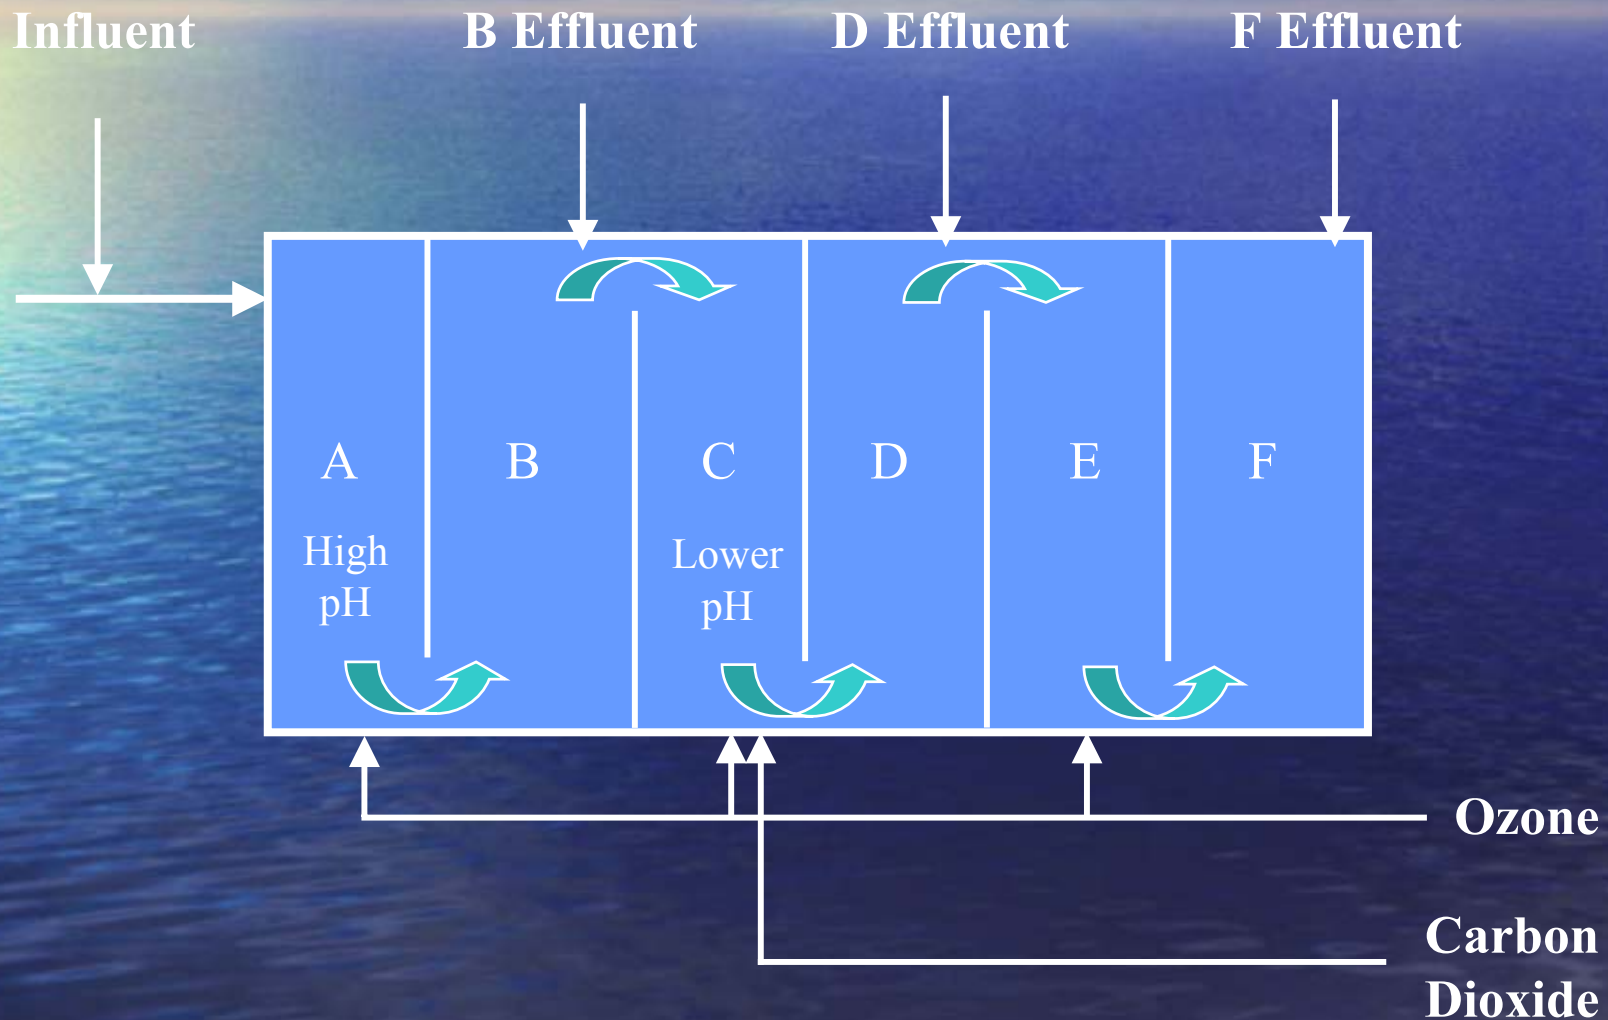 Influent
B Effluent
D Effluent
F Effluent
A
B
C
D
E
F
High
pH
Lower
pH
Ozone
Carbon
Dioxide